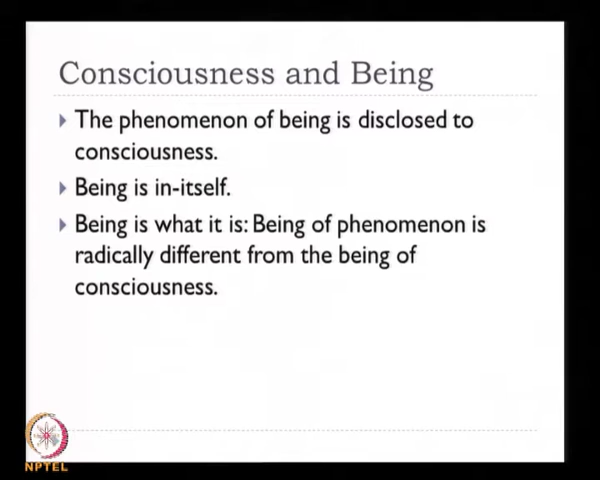 Consciousness and Being
The phenomenon of being is disclosed to
consciousness.
Being is in-itself.
Being is what it is: Being of phenomenon is
radically different from the being of
consciousness.
NPTEL